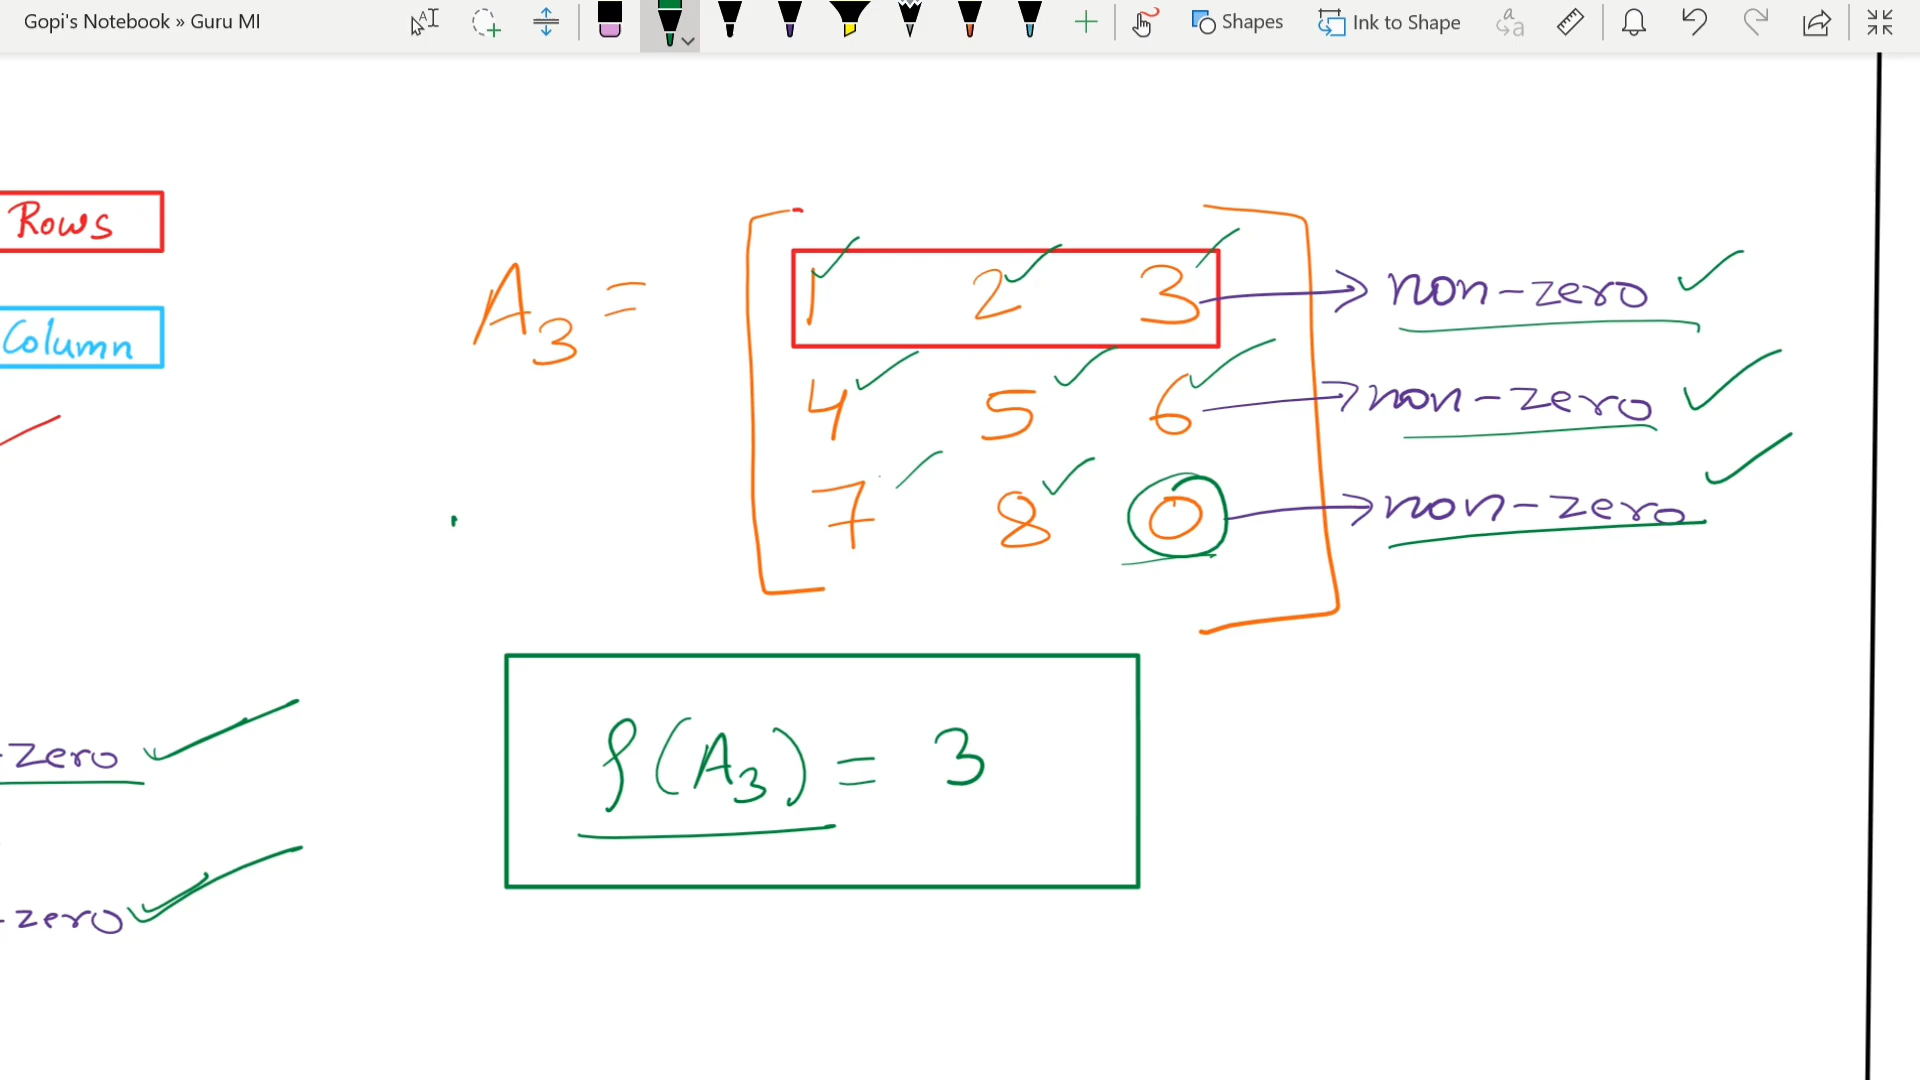 Gopi's Notebook » Guru MI
Shapes
Ink to Shape
Rows
Column
A3 =
1 2 3 → non-zero ✓
4 5 6 → non-zero ✓
7 8 0 → non-zero ✓
ρ(A3) = 3
-zero ✓
-zero ✓